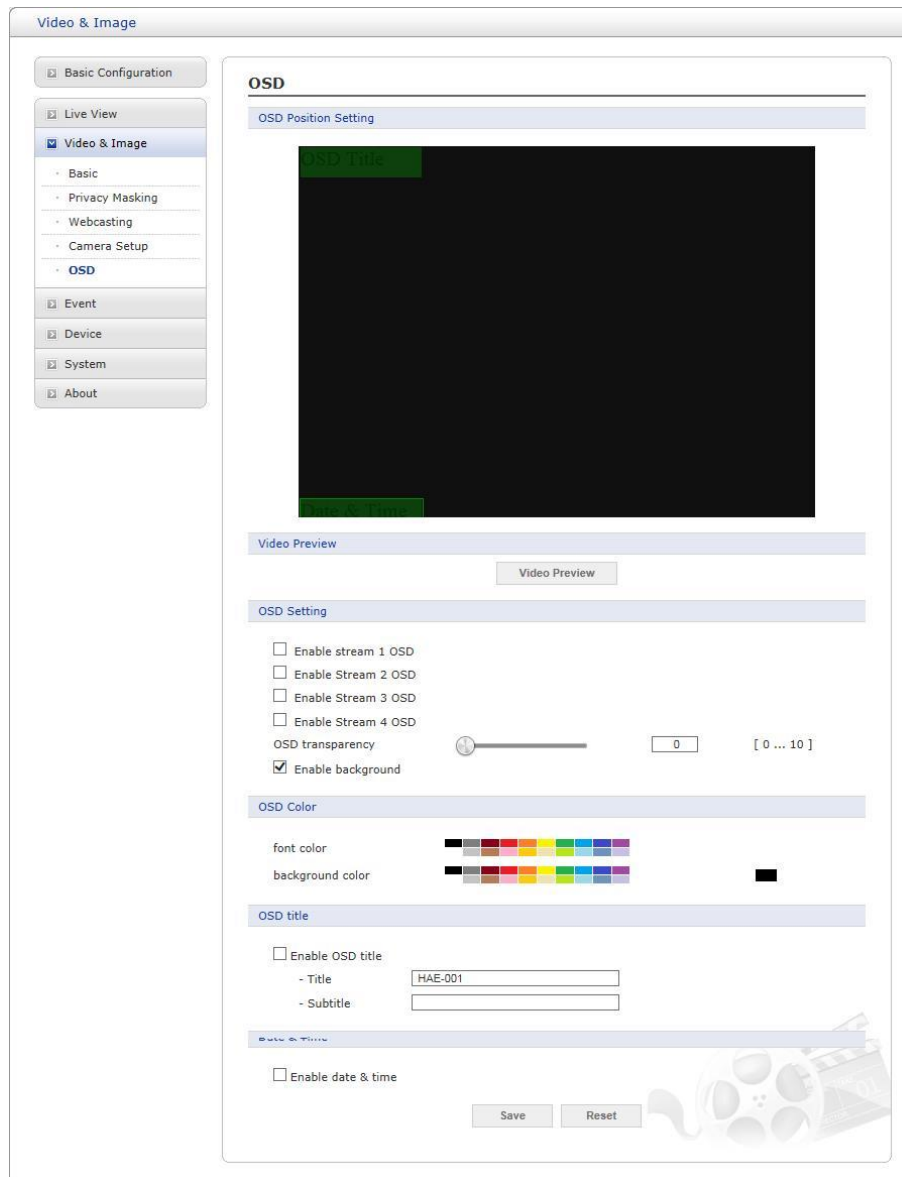 Video & Image
Basic Configuration
Live View
Video & Image
Basic
Privacy Masking
Webcasting
Camera Setup
OSD
Event
Device
System
About
OSD
OSD Position Setting
OSD Title
Date & Time
Video Preview
Video Preview
OSD Setting
Enable stream 1 OSD
Enable Stream 2 OSD
Enable Stream 3 OSD
Enable Stream 4 OSD
OSD transparency 0 [ 0 ... 10 ]
Enable background
OSD Color
font color
background color
OSD title
Enable OSD title
- Title HAE-001
- Subtitle
Date & Time
Enable date & time
Save Reset
01